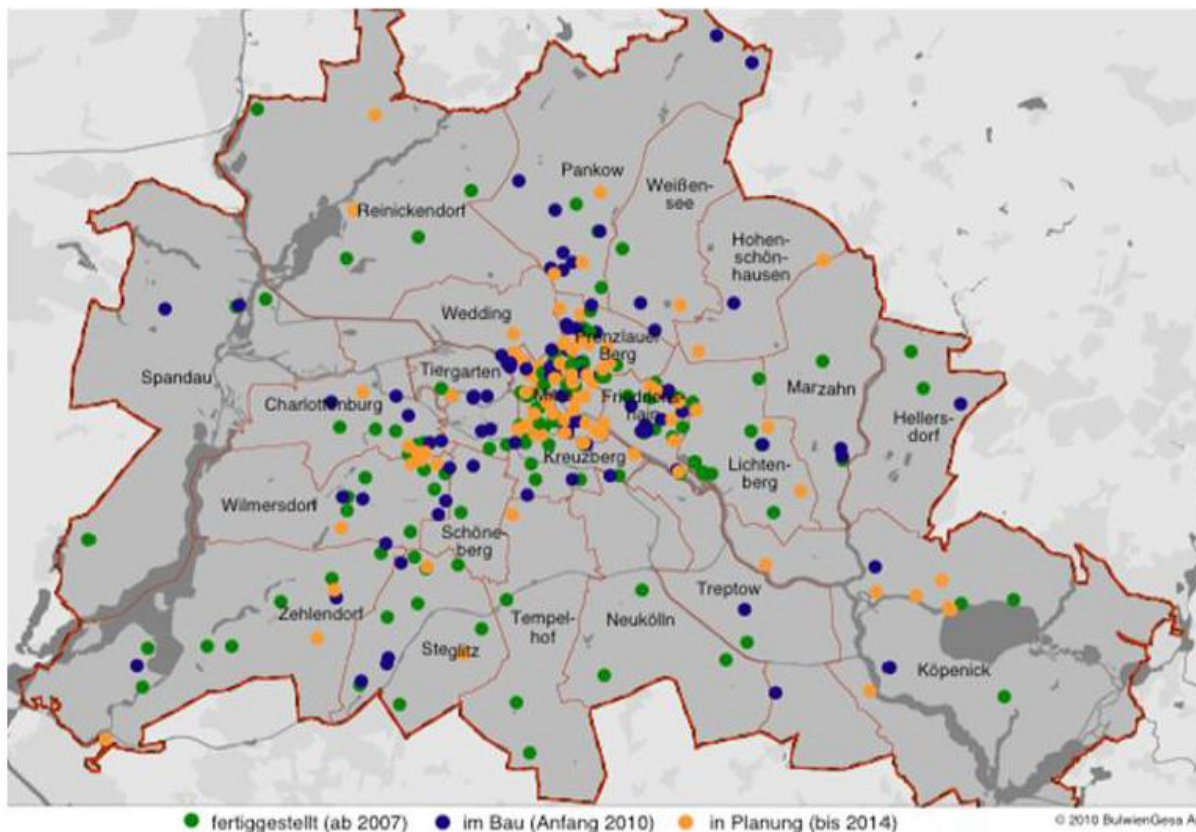 Pankow
Weißen-
see
Reinickendorf
Hohen-
schön-
hausen
Wedding
Prenzlauer
Berg
Spandau
Tiergarten
Marzahn
Charlottenburg
Mitte
Friedrichs-
hain
Hellers-
dorf
Kreuzberg
Lichten-
berg
Wilmersdorf
Schöne-
berg
Treptow
Zehlendorf
Tempel-
hof
Neukölln
Steglitz
Köpenick
fertiggestellt (ab 2007) im Bau (Anfang 2010) in Planung (bis 2014) © 2010 BulwienGesa A